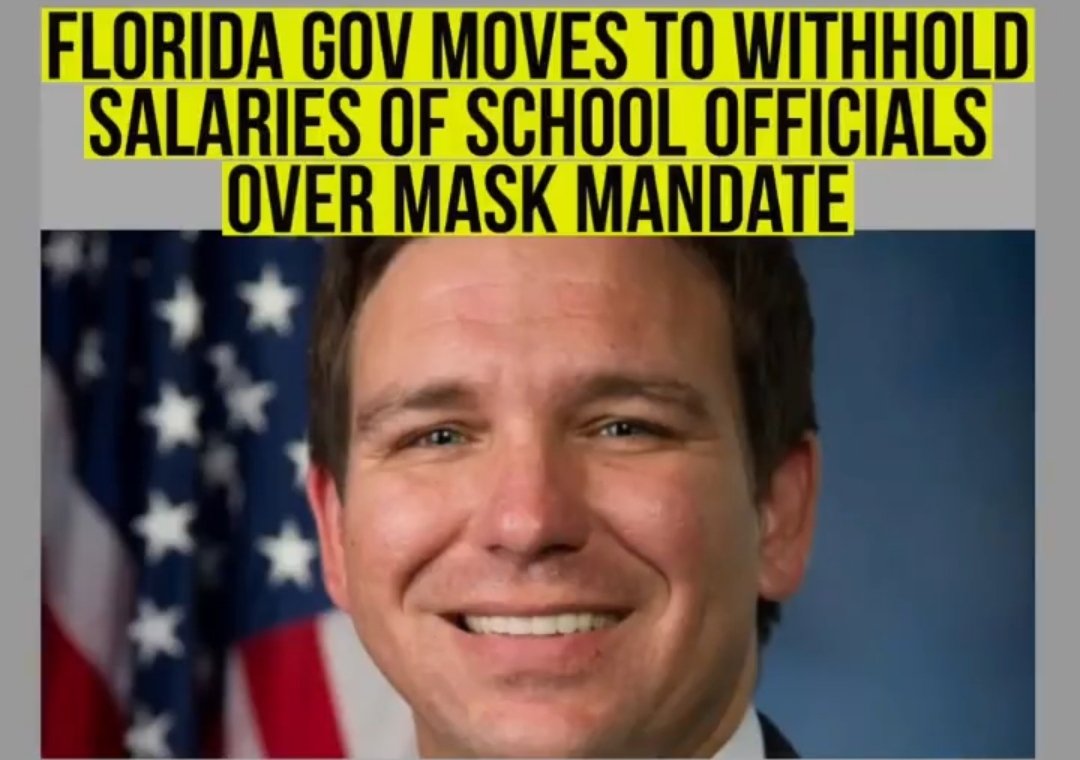 FLORIDA GOV MOVES TO WITHHOLD
SALARIES OF SCHOOL OFFICIALS
OVER MASK MANDATE